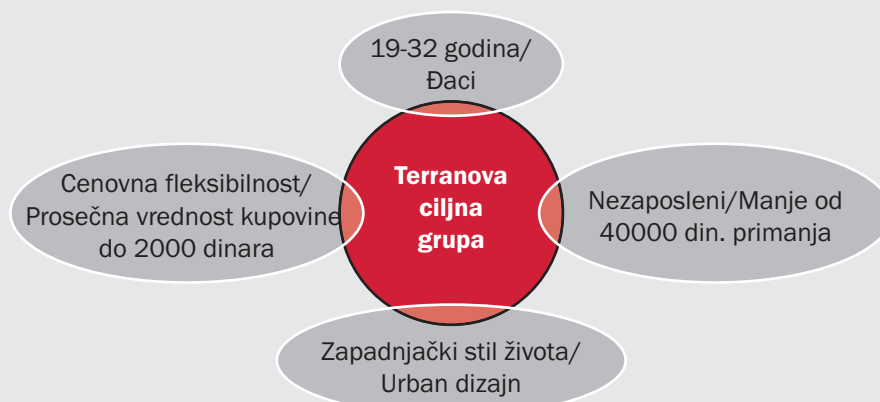 19-32 godina/
Đaci
Cenovna fleksibilnost/
Prosečna vrednost kupovine
do 2000 dinara
Terranova
ciljna
grupa
Nezaposleni/Manje od
40000 din. primanja
Zapadnjački stil života/
Urban dizajn